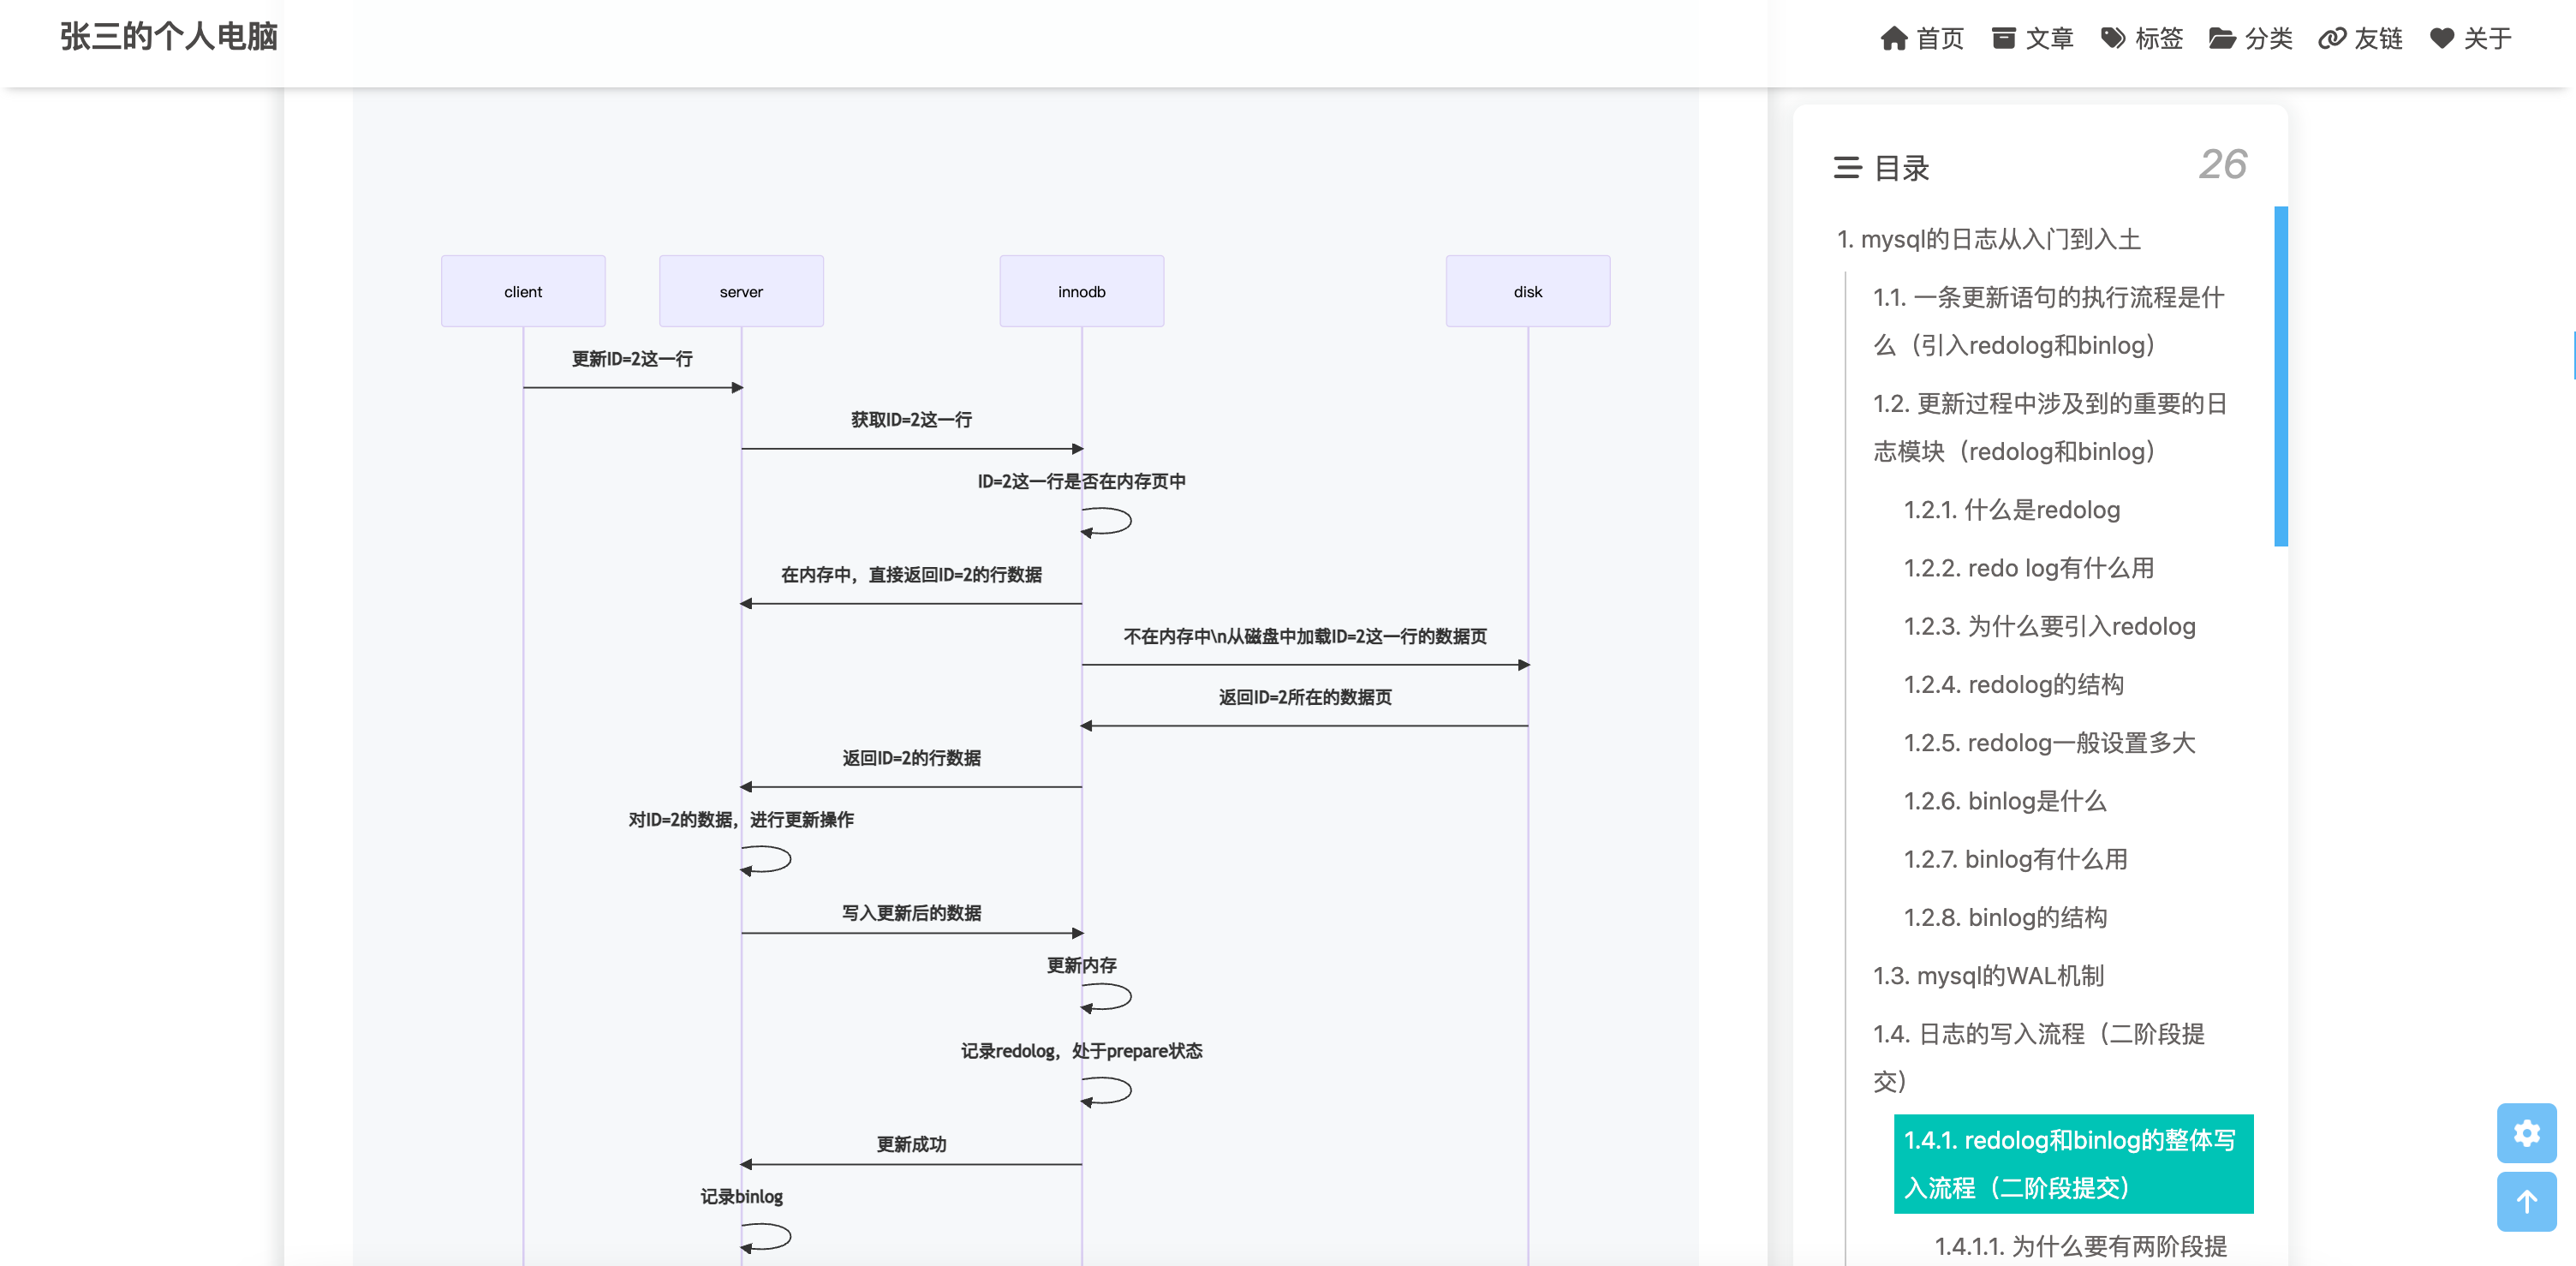 张三的个人电脑
首页 文章 标签 分类 友链 关于
client server innodb disk
更新ID=2这一行
获取ID=2这一行
ID=2这一行是否在内存页中
在内存中，直接返回ID=2的行数据
不在内存中\n从磁盘中加载ID=2这一行的数据页
返回ID=2所在的数据页
返回ID=2的行数据
对ID=2的数据，进行更新操作
写入更新后的数据
更新内存
记录redolog，处于prepare状态
更新成功
记录binlog
目录 26
1. mysql的日志从入门到入土
1.1. 一条更新语句的执行流程是什
么（引入redolog和binlog）
1.2. 更新过程中涉及到的重要的日
志模块（redolog和binlog）
1.2.1. 什么是redolog
1.2.2. redo log有什么用
1.2.3. 为什么要引入redolog
1.2.4. redolog的结构
1.2.5. redolog一般设置多大
1.2.6. binlog是什么
1.2.7. binlog有什么用
1.2.8. binlog的结构
1.3. mysql的WAL机制
1.4. 日志的写入流程（二阶段提
交）
1.4.1. redolog和binlog的整体写
入流程（二阶段提交）
1.4.1.1. 为什么要有两阶段提